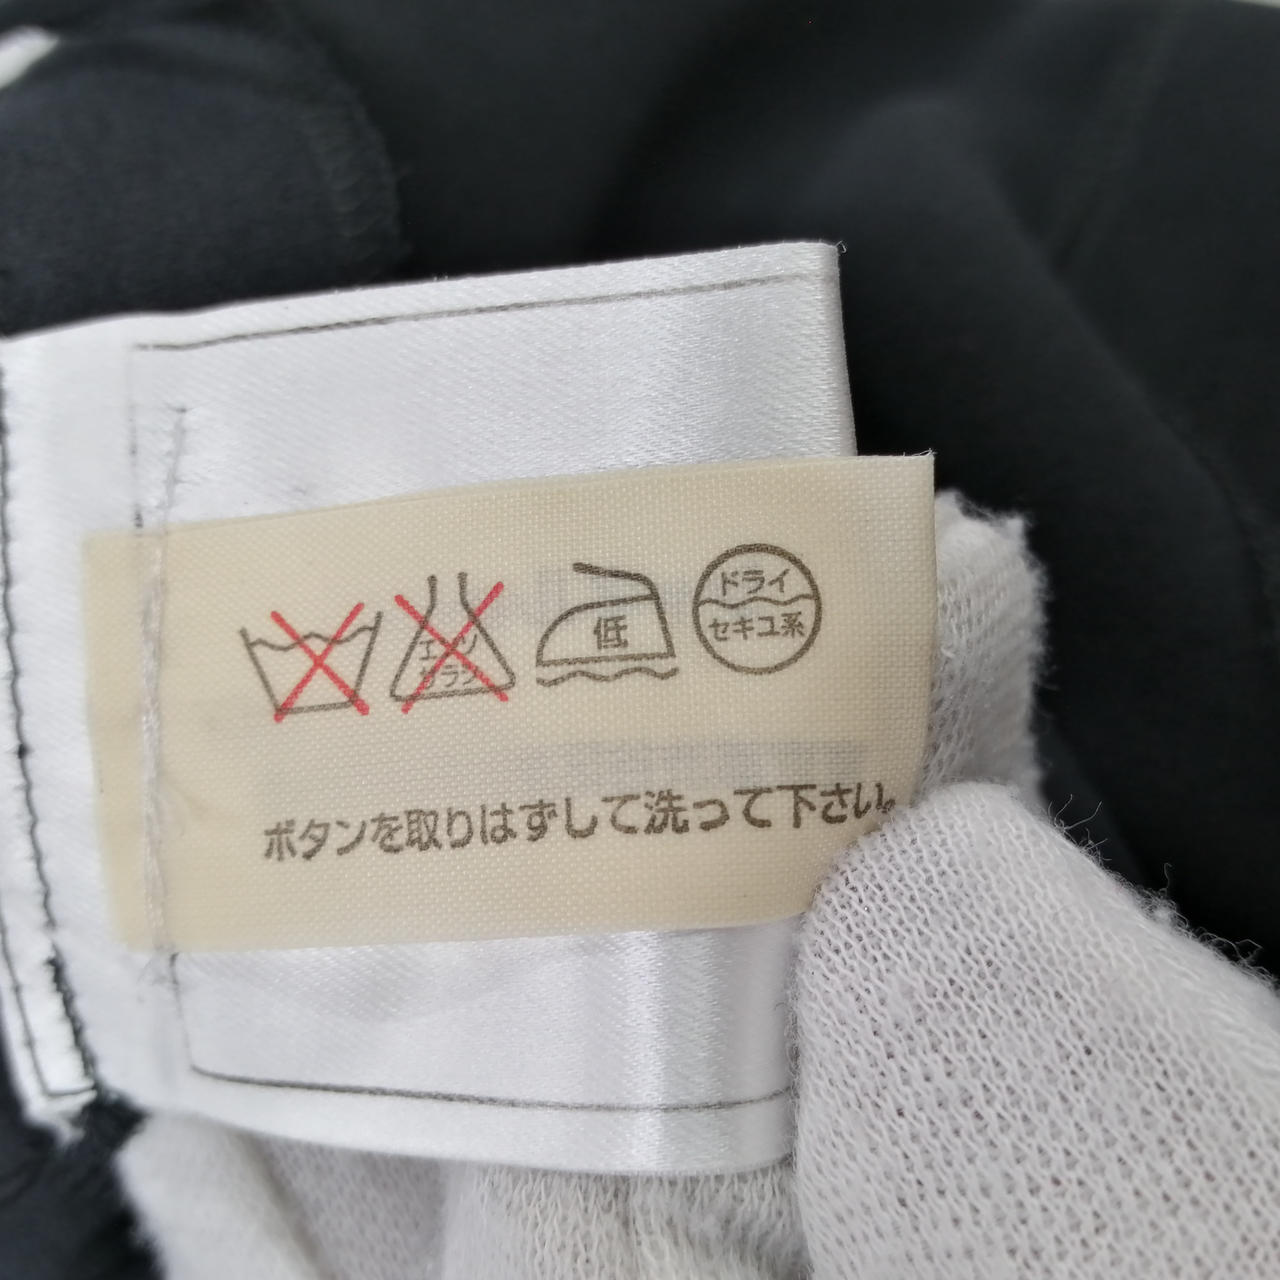 エンソ
サラシ
低
ドライ
セキユ系
ボタンを取りはずして洗って下さい。